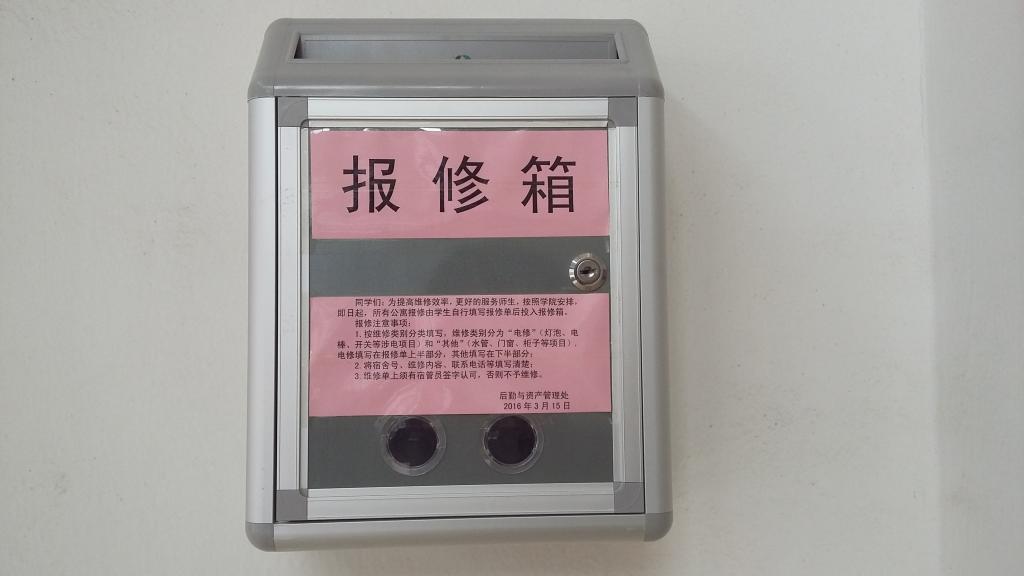 报修箱
同学们：为提高维修效率，更好的服务师生，按照学院安排，
即日起，所有公寓报修由学生自行填写报修单后投入报修箱。
报修注意事项：
1.按维修类别分类填写，维修类别分为“电修”（灯泡、电
棒、开关等涉电项目）和“其他”（水管、门窗、柜子等项目），
电修填写在报修单上半部分，其他填写在下半部分；
2.将宿舍号、维修内容、联系电话等填写清楚；
3.维修单上须有宿管员签字认可，否则不予维修。
后勤与资产管理处
2016年3月15日